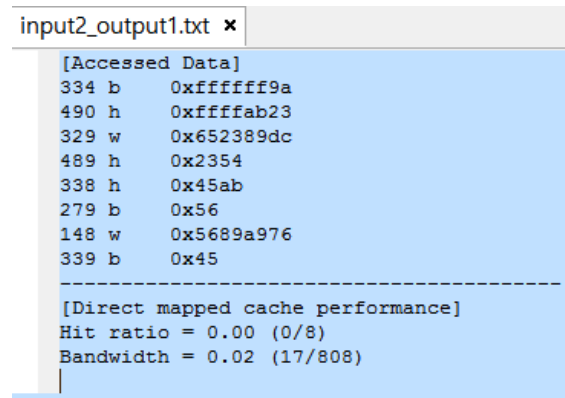 input2_output1.txt ×
[Accessed Data]
334 b 0xffffff9a
490 h 0xffffab23
329 w 0x652389dc
489 h 0x2354
338 h 0x45ab
279 b 0x56
148 w 0x5689a976
339 b 0x45
-----------------------------------------
[Direct mapped cache performance]
Hit ratio = 0.00 (0/8)
Bandwidth = 0.02 (17/808)